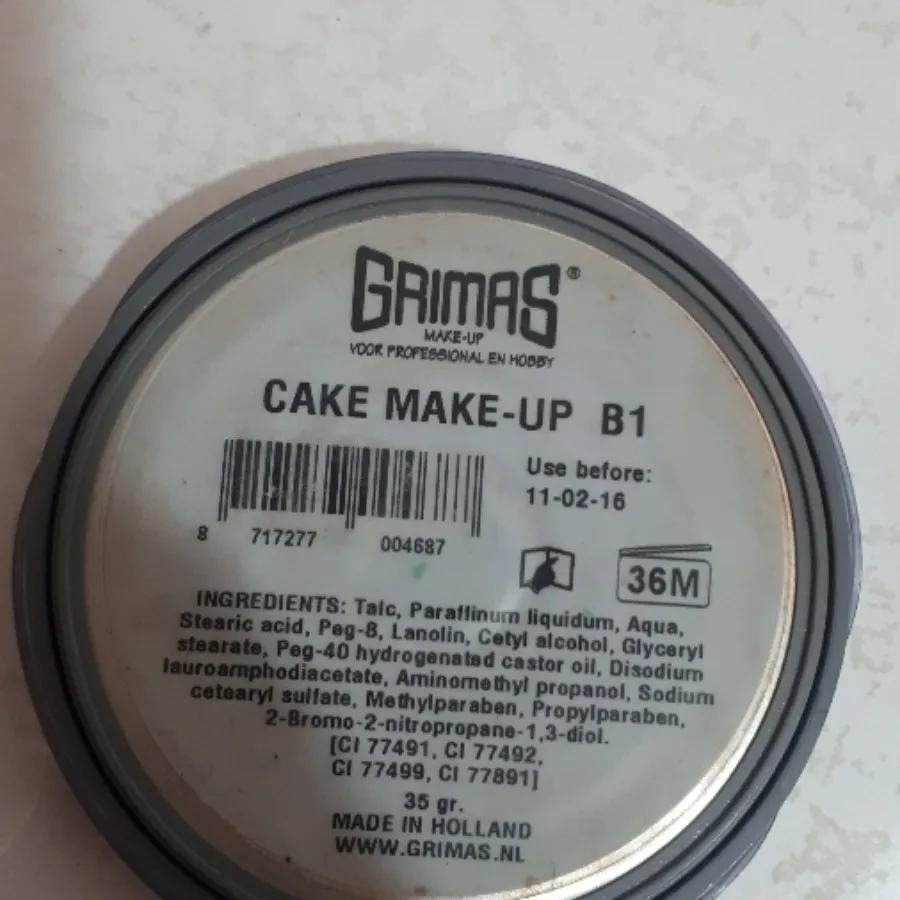 GRIMAS®
MAKE-UP
VOOR PROFESSIONAL EN HOBBY
CAKE MAKE-UP B1
Use before:
11-02-16
8 717277 004687
36M
INGREDIENTS: Talc, Paraffinum liquidum, Aqua,
Stearic acid, Peg-8, Lanolin, Cetyl alcohol, Glyceryl
stearate, Peg-40 hydrogenated castor oil, Disodium
lauroamphodiacetate, Aminomethyl propanol, Sodium
cetearyl sulfate, Methylparaben, Propylparaben,
2-Bromo-2-nitropropane-1,3-diol.
[CI 77491, CI 77492,
CI 77499, CI 77891]
35 gr.
MADE IN HOLLAND
WWW.GRIMAS.NL